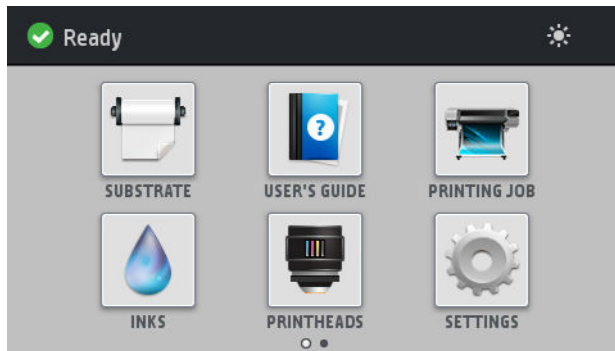 Ready
SUBSTRATE
USER'S GUIDE
PRINTING JOB
INKS
PRINTHEADS
SETTINGS